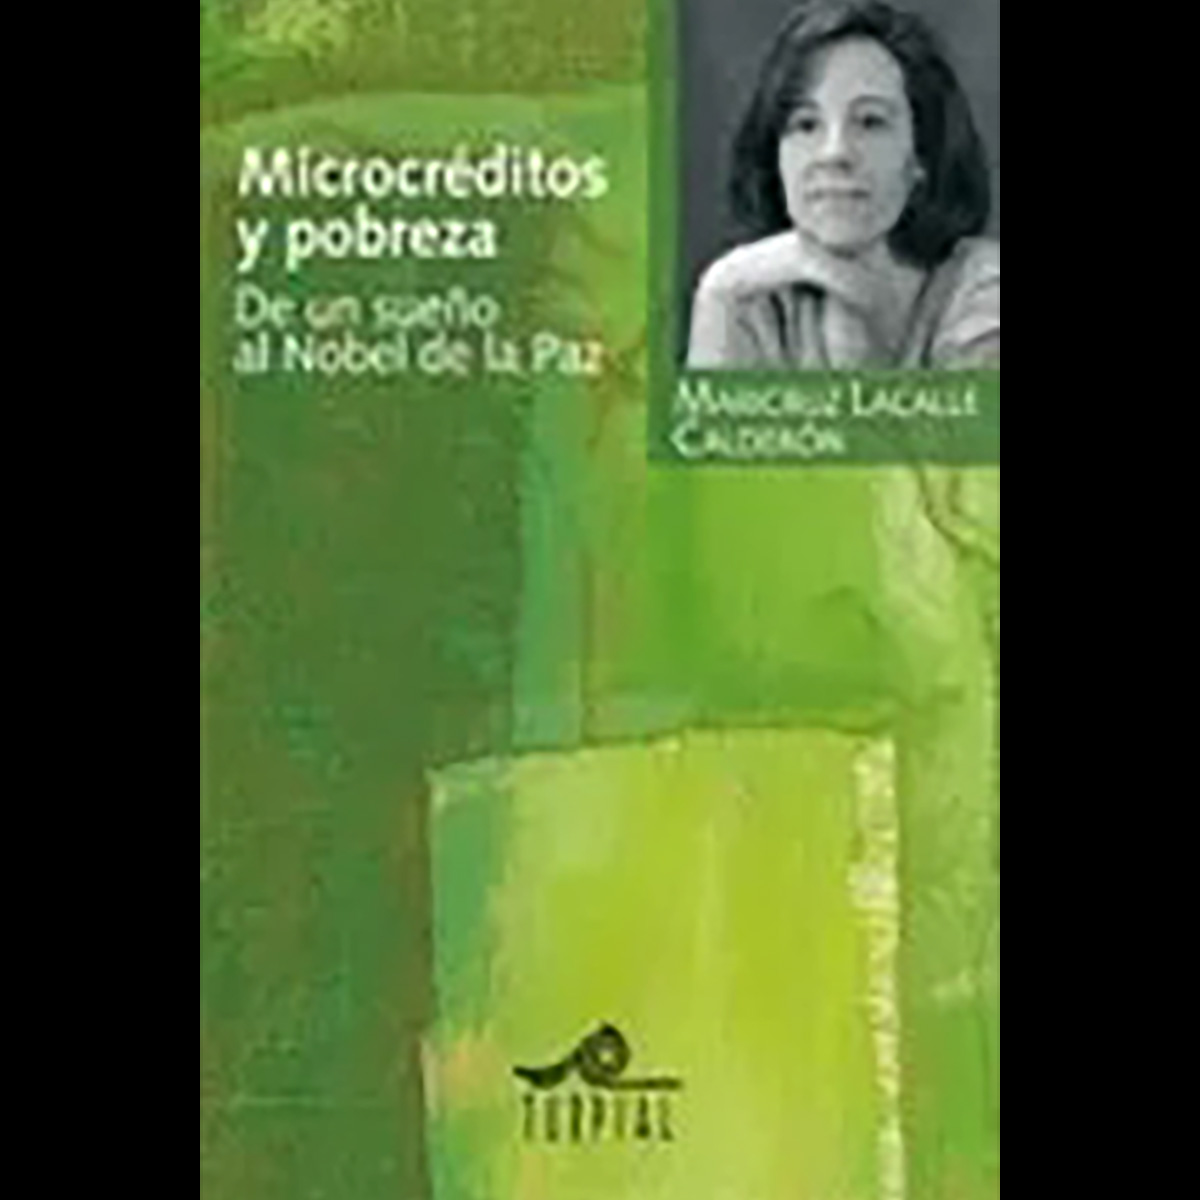 Microcréditos
y pobreza
De un sueño
al Nobel de la Paz
MARICRUZ LACALLE
CALDERÓN
TURPIAL